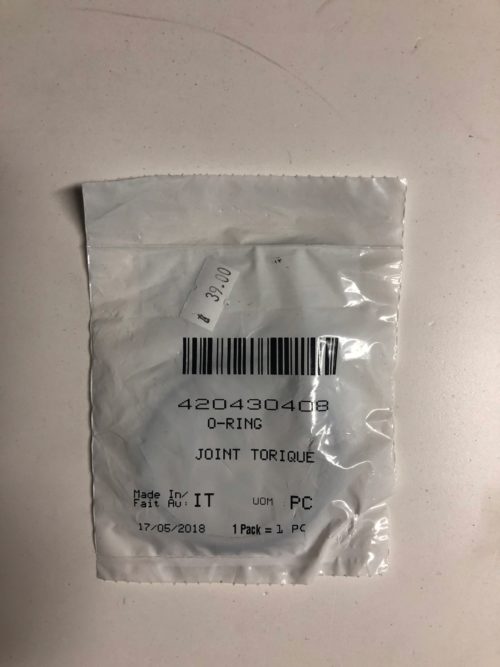 $ 39.00
420430408
O-RING
JOINT TORIQUE
Made In/ IT UOM PC
Fait Au:
17/05/2018 1 Pack = 1 PC